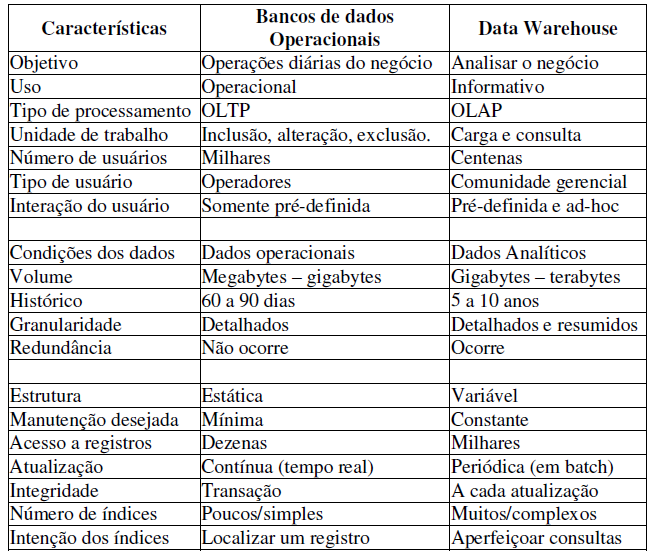 Características Bancos de dados Operacionais Data Warehouse
Objetivo Operações diárias do negócio Analisar o negócio
Uso Operacional Informativo
Tipo de processamento OLTP OLAP
Unidade de trabalho Inclusão, alteração, exclusão. Carga e consulta
Número de usuários Milhares Centenas
Tipo de usuário Operadores Comunidade gerencial
Interação do usuário Somente pré-definida Pré-definida e ad-hoc
Condições dos dados Dados operacionais Dados Analíticos
Volume Megabytes – gigabytes Gigabytes – terabytes
Histórico 60 a 90 dias 5 a 10 anos
Granularidade Detalhados Detalhados e resumidos
Redundância Não ocorre Ocorre
Estrutura Estática Variável
Manutenção desejada Mínima Constante
Acesso a registros Dezenas Milhares
Atualização Contínua (tempo real) Periódica (em batch)
Integridade Transação A cada atualização
Número de índices Poucos/simples Muitos/complexos
Intenção dos índices Localizar um registro Aperfeiçoar consultas